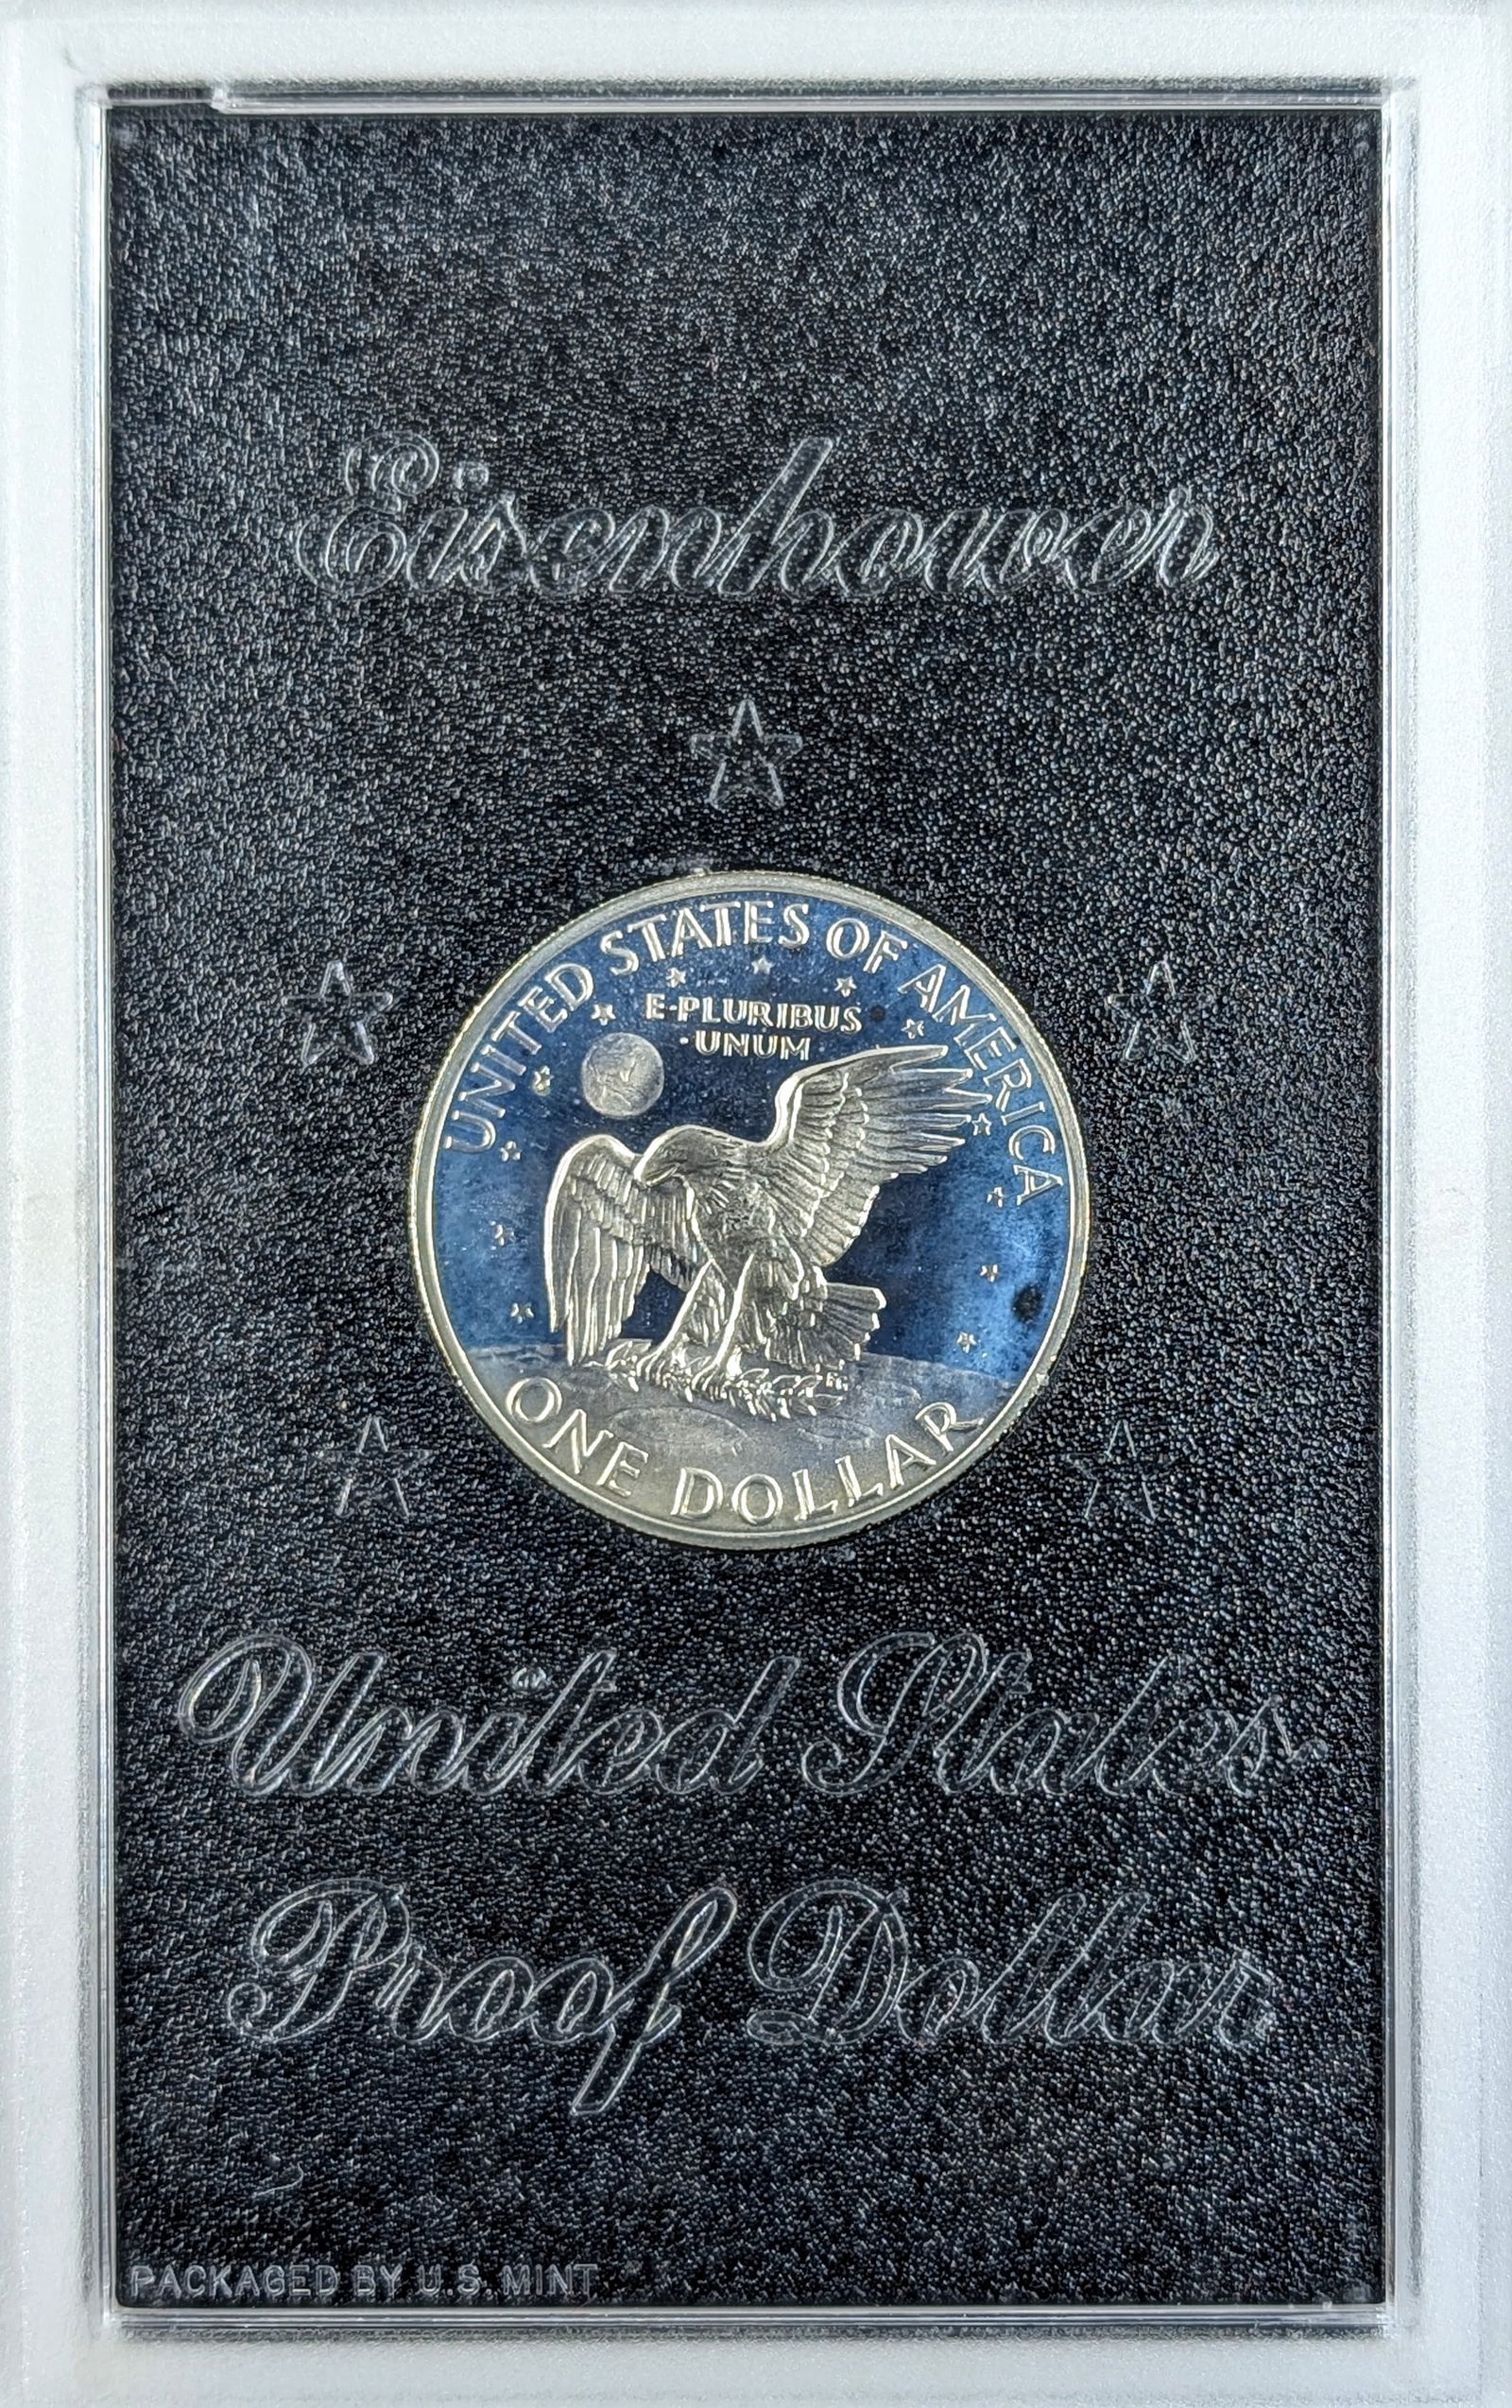 Eisenhower
UNITED STATES OF AMERICA
E·PLURIBUS
·UNUM·
ONE DOLLAR
United States
Proof Dollar
PACKAGED BY U.S. MINT